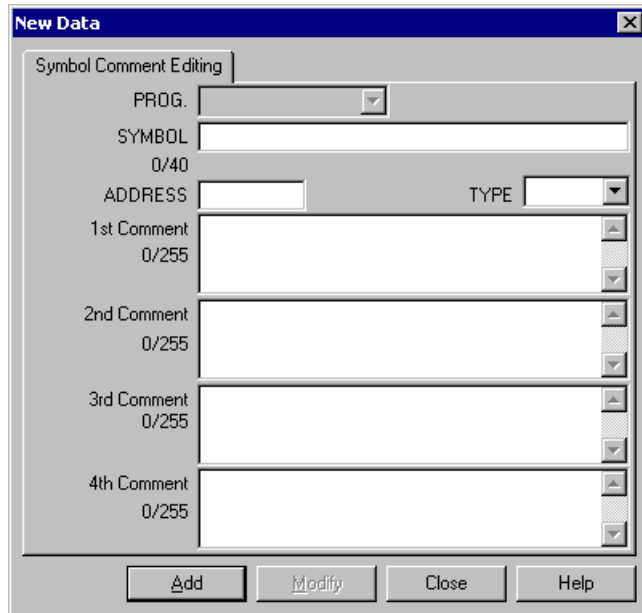 New Data
Symbol Comment Editing
PROG.
SYMBOL
0/40
ADDRESS TYPE
1st Comment
0/255
2nd Comment
0/255
3rd Comment
0/255
4th Comment
0/255
Add Modify Close Help